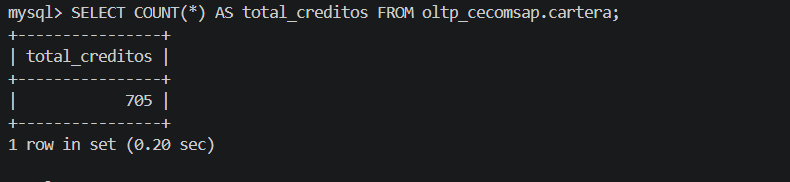 mysql> SELECT COUNT(*) AS total_creditos FROM oltp_cecomsap.cartera;
+----------------+
| total_creditos |
+----------------+
|            705 |
+----------------+
1 row in set (0.20 sec)